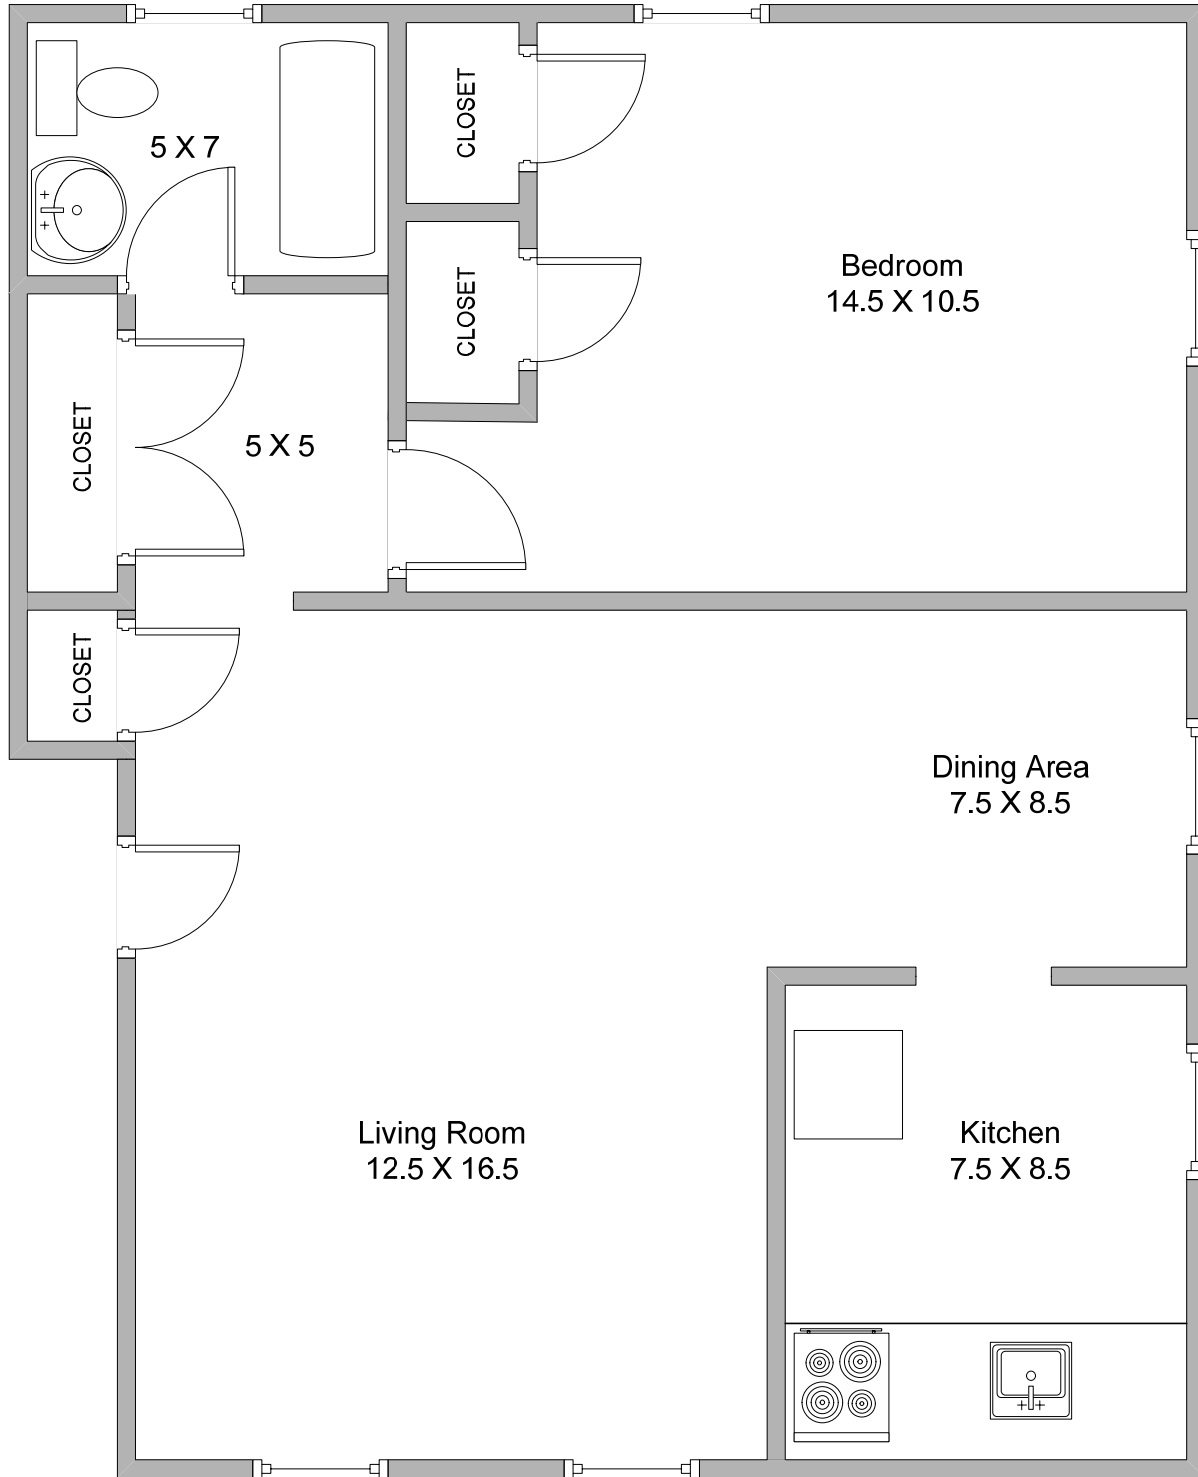 5 X 7
CLOSET
CLOSET
Bedroom
14.5 X 10.5
CLOSET
5 X 5
CLOSET
Dining Area
7.5 X 8.5
Living Room
12.5 X 16.5
Kitchen
7.5 X 8.5